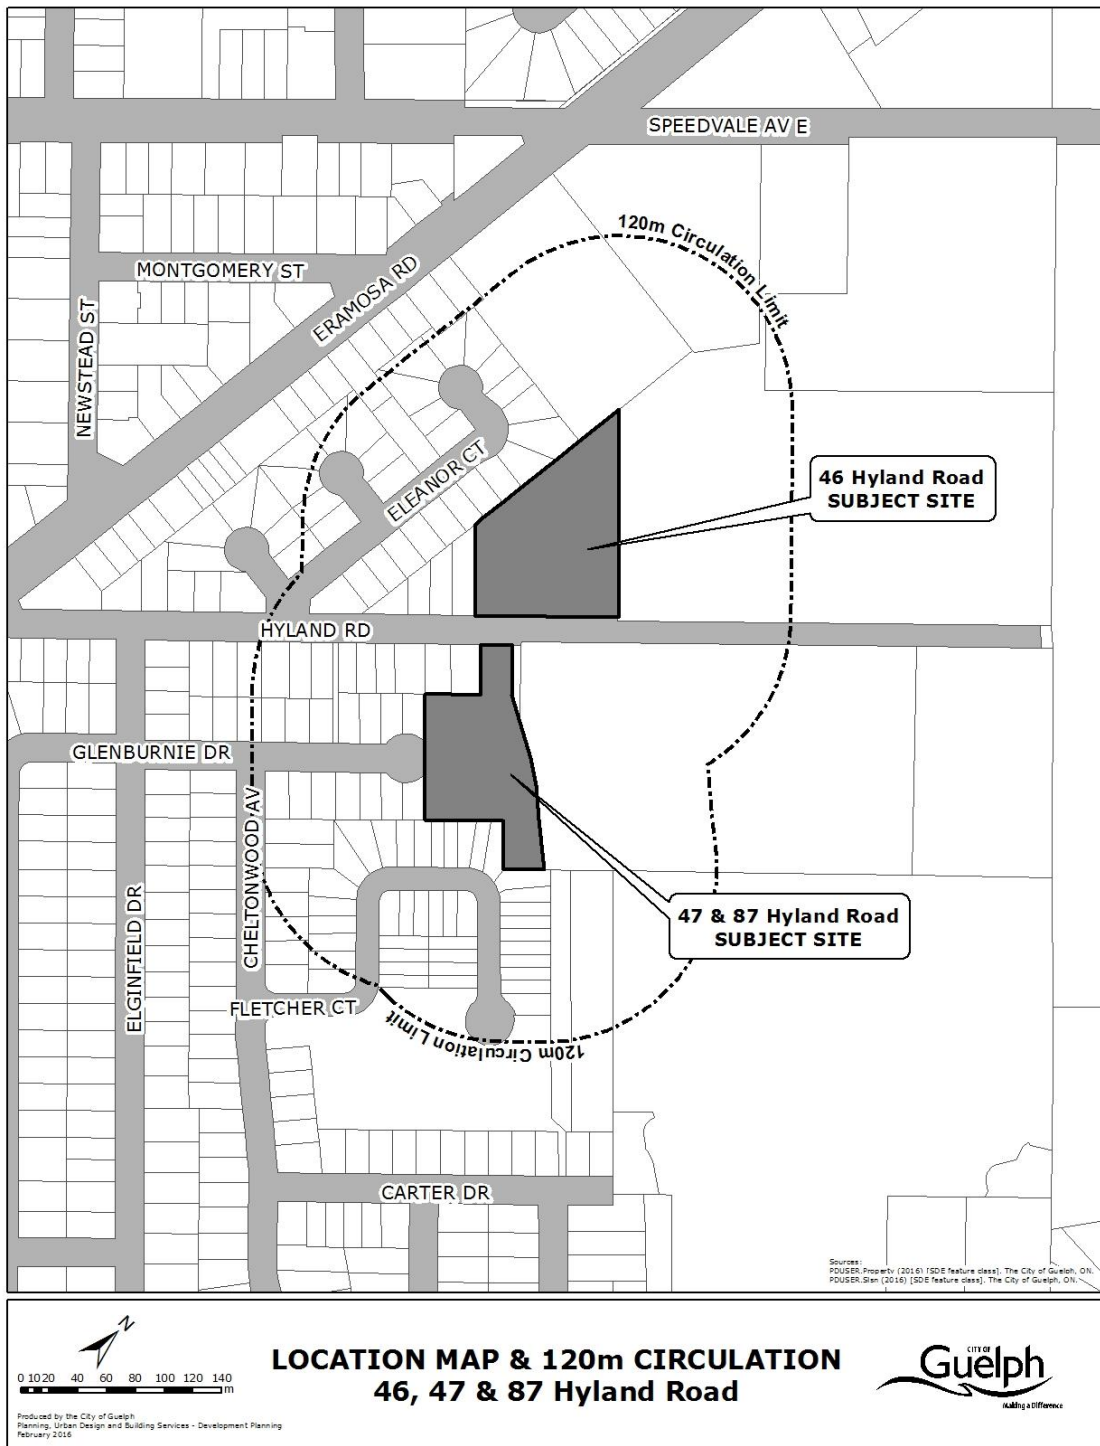 SPEEDVALE AV E
120m Circulation Limit
MONTGOMERY ST
ERAMOSA RD
NEWSTEAD ST
46 Hyland Road
SUBJECT SITE
ELEANOR CT
HYLAND RD
GLENBURNIE DR
CHELTONWOOD AV
ELGINFIELD DR
47 & 87 Hyland Road
SUBJECT SITE
FLETCHER CT
120m Circulation Limit
CARTER DR
Sources:
PDUSER.Property (2016) [SDE feature class]. The City of Guelph, ON.
PDUSER.Slsn (2016) [SDE feature class]. The City of Guelph, ON.
N
0 10 20 40 60 80 100 120 140
m
LOCATION MAP & 120m CIRCULATION
46, 47 & 87 Hyland Road
CITY OF
Guelph
Making a Difference
Produced by the City of Guelph
Planning, Urban Design and Building Services - Development Planning
February 2016